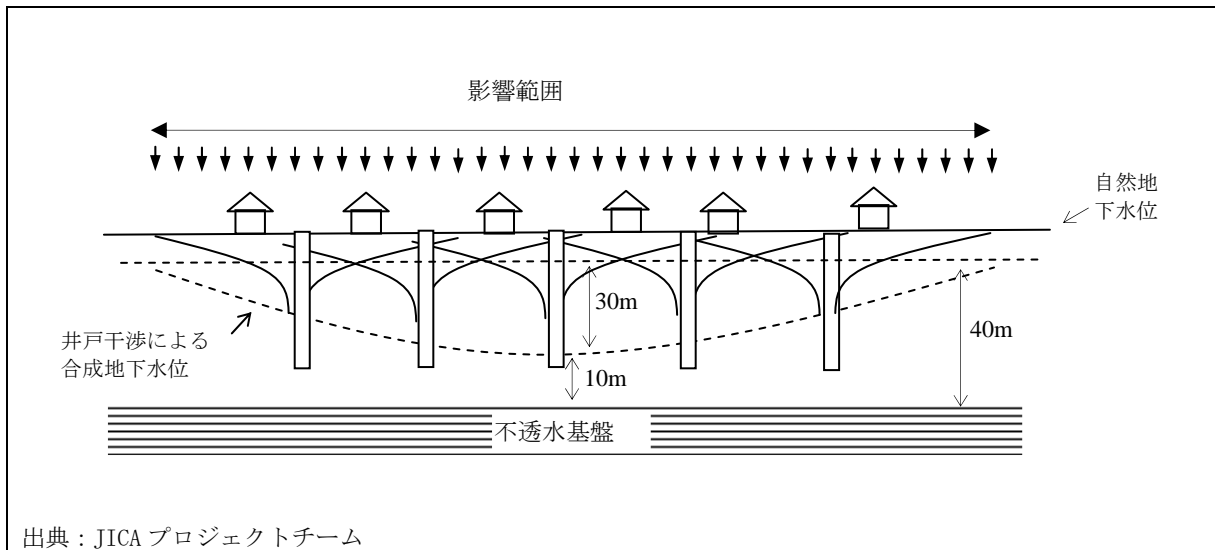 影響範囲
自然地
下水位
30m
40m
井戸干渉による
合成地下水位
10m
不透水基盤
出典：JICA プロジェクトチーム